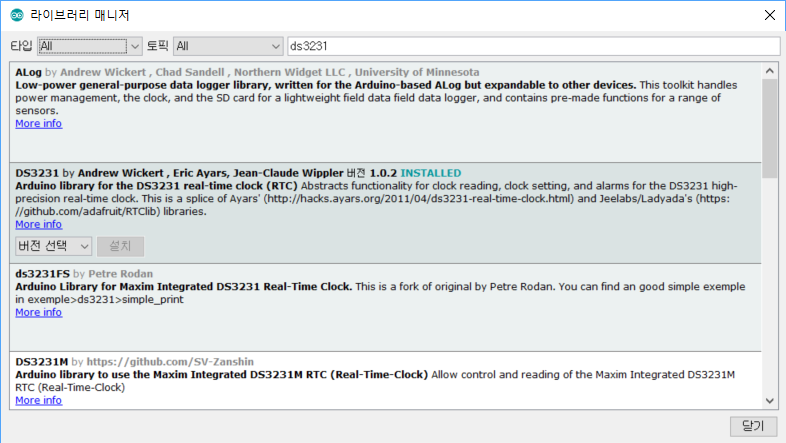 라이브러리 매니저
타입 All 토픽 All ds3231
ALog by Andrew Wickert , Chad Sandell , Northern Widget LLC , University of Minnesota
Low-power general-purpose data logger library, written for the Arduino-based ALog but expandable to other devices. This toolkit handles
power management, the clock, and the SD card for a lightweight field data field data logger, and contains pre-made functions for a range of
sensors.
More info
DS3231 by Andrew Wickert , Eric Ayars, Jean-Claude Wippler 버전 1.0.2 INSTALLED
Arduino library for the DS3231 real-time clock (RTC) Abstracts functionality for clock reading, clock setting, and alarms for the DS3231 high-
precision real-time clock. This is a splice of Ayars' (http://hacks.ayars.org/2011/04/ds3231-real-time-clock.html) and Jeelabs/Ladyada's (https:
//github.com/adafruit/RTClib) libraries.
More info
버전 선택 설치
ds3231FS by Petre Rodan
Arduino Library for Maxim Integrated DS3231 Real-Time Clock. This is a fork of original by Petre Rodan. You can find an good simple exemple
in exemple>ds3231>simple_print
More info
DS3231M by https://github.com/SV-Zanshin
Arduino library to use the Maxim Integrated DS3231M RTC (Real-Time-Clock) Allow control and reading of the Maxim Integrated DS3231M
RTC (Real-Time-Clock)
More info
닫기